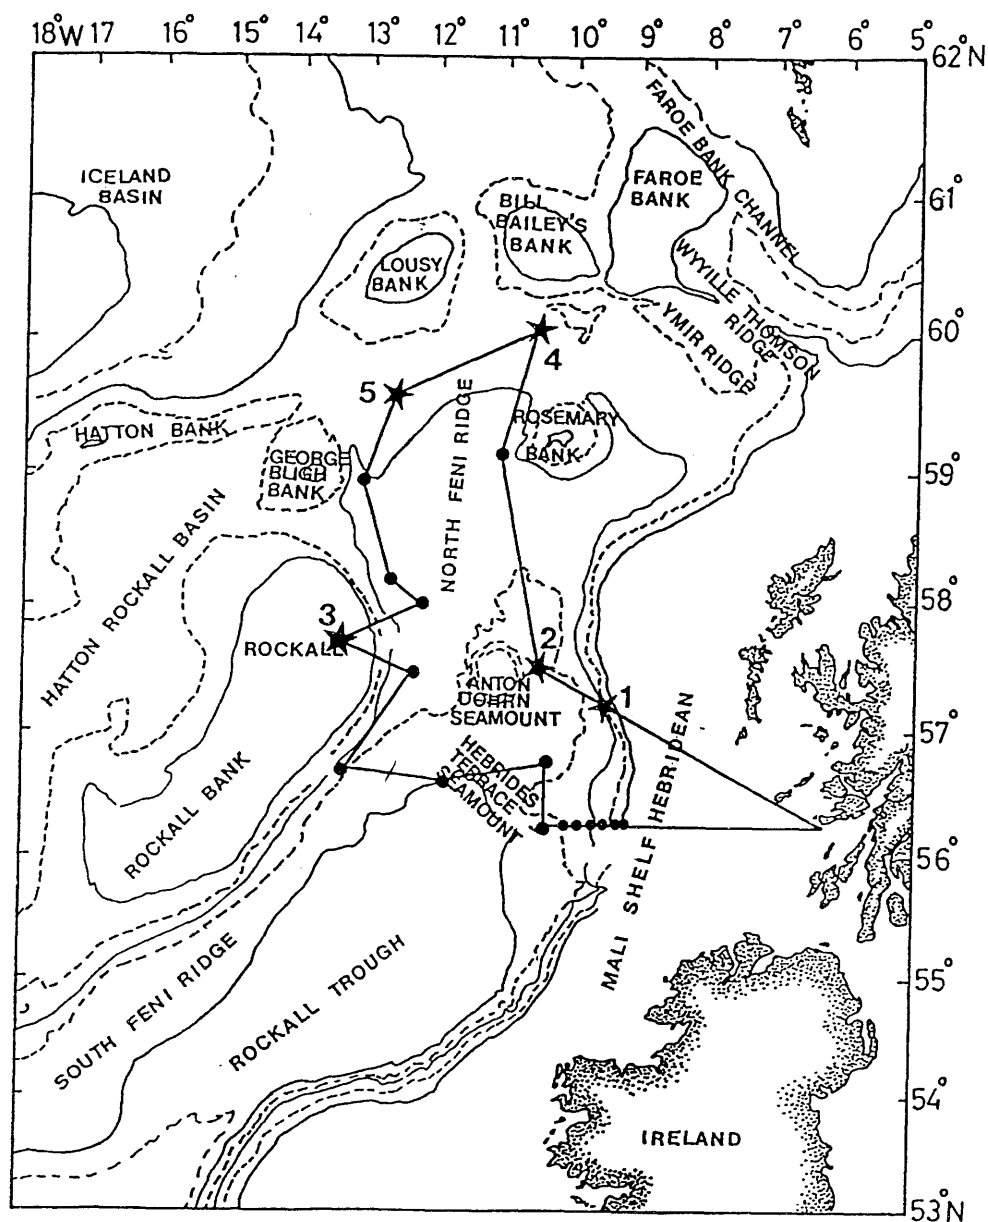 18°W 17° 16° 15° 14° 13° 12° 11° 10° 9° 8° 7° 6° 5°
62°N
61°
60°
59°
58°
57°
56°
55°
54°
53°N
ICELAND
BASIN
FAROE BANK CHANNEL
FAROE
BANK
BILL
BAILEY'S
BANK
LOUSY
BANK
WYVILLE THOMSON
RIDGE
YMIR RIDGE
4
5
HATTON BANK
GEORGE
BLIGH
BANK
NORTH FENI RIDGE
ROSEMARY
BANK
HATTON ROCKALL BASIN
3
ROCKALL
2
1
ANTON
DOHRN
SEAMOUNT
HEBRIDES
TERRACE
SEAMOUNT
ROCKALL BANK
MALI SHELF HEBRIDEAN
SOUTH FENI RIDGE
ROCKALL TROUGH
IRELAND